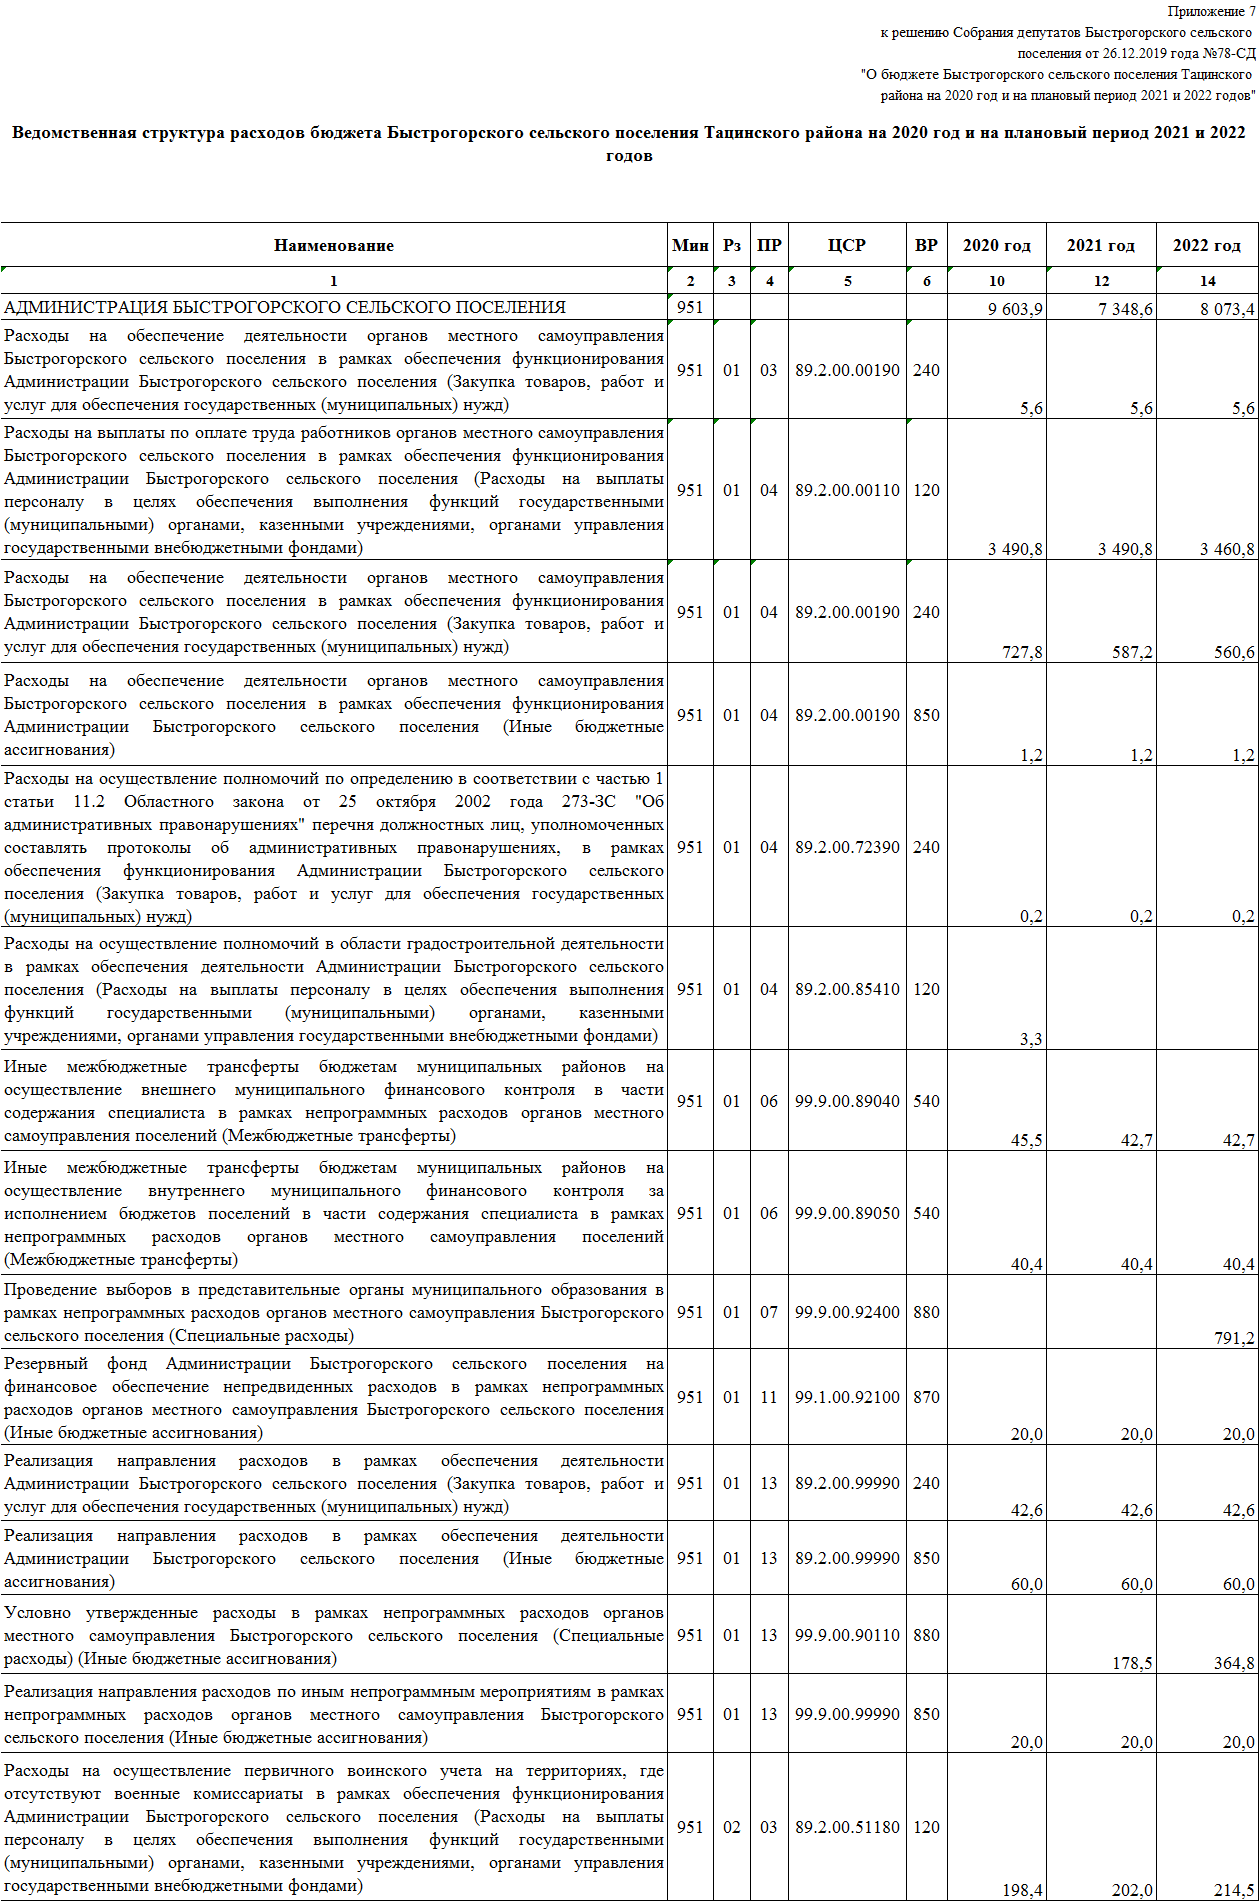 Приложение 7
к решению Собрания депутатов Быстрогорского сельского
поселения от 26.12.2019 года №78-СД
"О бюджете Быстрогорского сельского поселения Тацинского
района на 2020 год и на плановый период 2021 и 2022 годов"
Ведомственная структура расходов бюджета Быстрогорского сельского поселения Тацинского района на 2020 год и на плановый период 2021 и 2022
годов
Наименование Мин Рз ПР ЦСР ВР 2020 год 2021 год 2022 год
1 2 3 4 5 6 10 12 14
АДМИНИСТРАЦИЯ БЫСТРОГОРСКОГО СЕЛЬСКОГО ПОСЕЛЕНИЯ 951 9 603,9 7 348,6 8 073,4
Расходы на обеспечение деятельности органов местного самоуправления
Быстрогорского сельского поселения в рамках обеспечения функционирования
Администрации Быстрогорского сельского поселения (Закупка товаров, работ и
услуг для обеспечения государственных (муниципальных) нужд)
951 01 03 89.2.00.00190 240 5,6 5,6 5,6
Расходы на выплаты по оплате труда работников органов местного самоуправления
Быстрогорского сельского поселения в рамках обеспечения функционирования
Администрации Быстрогорского сельского поселения (Расходы на выплаты
персоналу в целях обеспечения выполнения функций государственными
(муниципальными) органами, казенными учреждениями, органами управления
государственными внебюджетными фондами)
951 01 04 89.2.00.00110 120 3 490,8 3 490,8 3 460,8
Расходы на обеспечение деятельности органов местного самоуправления
Быстрогорского сельского поселения в рамках обеспечения функционирования
Администрации Быстрогорского сельского поселения (Закупка товаров, работ и
услуг для обеспечения государственных (муниципальных) нужд)
951 01 04 89.2.00.00190 240 727,8 587,2 560,6
Расходы на обеспечение деятельности органов местного самоуправления
Быстрогорского сельского поселения в рамках обеспечения функционирования
Администрации Быстрогорского сельского поселения (Иные бюджетные
ассигнования)
951 01 04 89.2.00.00190 850 1,2 1,2 1,2
Расходы на осуществление полномочий по определению в соответствии с частью 1
статьи 11.2 Областного закона от 25 октября 2002 года 273-ЗС "Об
административных правонарушениях" перечня должностных лиц, уполномоченных
составлять протоколы об административных правонарушениях, в рамках
обеспечения функционирования Администрации Быстрогорского сельского
поселения (Закупка товаров, работ и услуг для обеспечения государственных
(муниципальных) нужд)
951 01 04 89.2.00.72390 240 0,2 0,2 0,2
Расходы на осуществление полномочий в области градостроительной деятельности
в рамках обеспечения деятельности Администрации Быстрогорского сельского
поселения (Расходы на выплаты персоналу в целях обеспечения выполнения
функций государственными (муниципальными) органами, казенными
учреждениями, органами управления государственными внебюджетными фондами)
951 01 04 89.2.00.85410 120 3,3
Иные межбюджетные трансферты бюджетам муниципальных районов на
осуществление внешнего муниципального финансового контроля в части
содержания специалиста в рамках непрограммных расходов органов местного
самоуправления поселений (Межбюджетные трансферты)
951 01 06 99.9.00.89040 540 45,5 42,7 42,7
Иные межбюджетные трансферты бюджетам муниципальных районов на
осуществление внутреннего муниципального финансового контроля за
исполнением бюджетов поселений в части содержания специалиста в рамках
непрограммных расходов органов местного самоуправления поселений
(Межбюджетные трансферты)
951 01 06 99.9.00.89050 540 40,4 40,4 40,4
Проведение выборов в представительные органы муниципального образования в
рамках непрограммных расходов органов местного самоуправления Быстрогорского
сельского поселения (Специальные расходы)
951 01 07 99.9.00.92400 880 791,2
Резервный фонд Администрации Быстрогорского сельского поселения на
финансовое обеспечение непредвиденных расходов в рамках непрограммных
расходов органов местного самоуправления Быстрогорского сельского поселения
(Иные бюджетные ассигнования)
951 01 11 99.1.00.92100 870 20,0 20,0 20,0
Реализация направления расходов в рамках обеспечения деятельности
Администрации Быстрогорского сельского поселения (Закупка товаров, работ и
услуг для обеспечения государственных (муниципальных) нужд)
951 01 13 89.2.00.99990 240 42,6 42,6 42,6
Реализация направления расходов в рамках обеспечения деятельности
Администрации Быстрогорского сельского поселения (Иные бюджетные
ассигнования)
951 01 13 89.2.00.99990 850 60,0 60,0 60,0
Условно утвержденные расходы в рамках непрограммных расходов органов
местного самоуправления Быстрогорского сельского поселения (Специальные
расходы) (Иные бюджетные ассигнования)
951 01 13 99.9.00.90110 880 178,5 364,8
Реализация направления расходов по иным непрограммным мероприятиям в рамках
непрограммных расходов органов местного самоуправления Быстрогорского
сельского поселения (Иные бюджетные ассигнования)
951 01 13 99.9.00.99990 850 20,0 20,0 20,0
Расходы на осуществление первичного воинского учета на территориях, где
отсутствуют военные комиссариаты в рамках обеспечения функционирования
Администрации Быстрогорского сельского поселения (Расходы на выплаты
персоналу в целях обеспечения выполнения функций государственными
(муниципальными) органами, казенными учреждениями, органами управления
государственными внебюджетными фондами)
951 02 03 89.2.00.51180 120 198,4 202,0 214,5